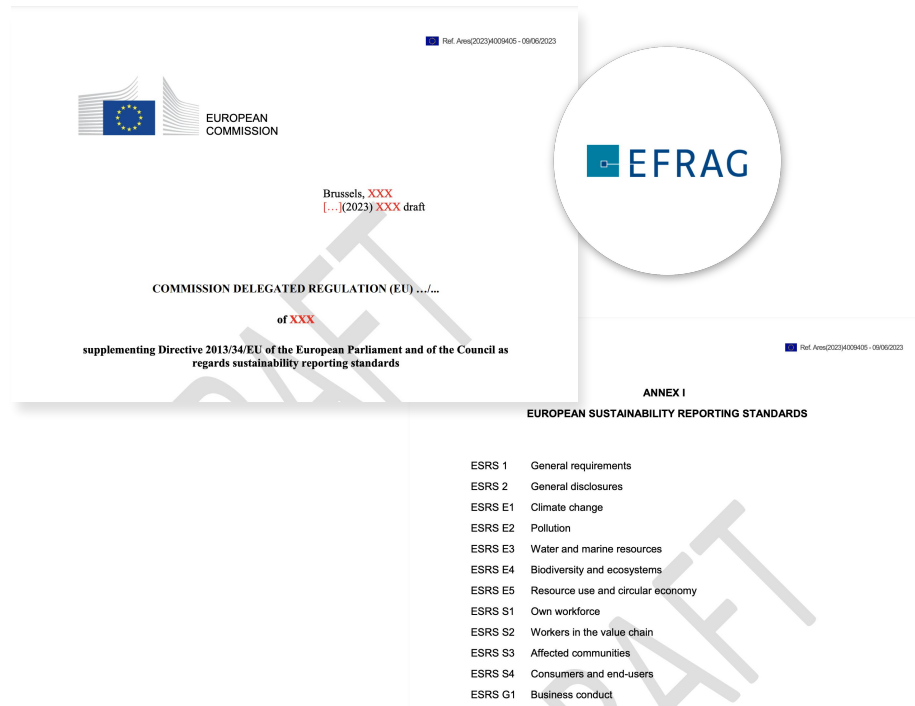 Ref. Ares(2023)4009405 - 09/06/2023
EUROPEAN
COMMISSION
EFRAG
Brussels, XXX
[…](2023) XXX draft
COMMISSION DELEGATED REGULATION (EU) …/...
of XXX
supplementing Directive 2013/34/EU of the European Parliament and of the Council as
regards sustainability reporting standards
Ref. Ares(2023)4009405 - 09/06/2023
ANNEX I
EUROPEAN SUSTAINABILITY REPORTING STANDARDS
ESRS 1 General requirements
ESRS 2 General disclosures
ESRS E1 Climate change
ESRS E2 Pollution
ESRS E3 Water and marine resources
ESRS E4 Biodiversity and ecosystems
ESRS E5 Resource use and circular economy
ESRS S1 Own workforce
ESRS S2 Workers in the value chain
ESRS S3 Affected communities
ESRS S4 Consumers and end-users
ESRS G1 Business conduct